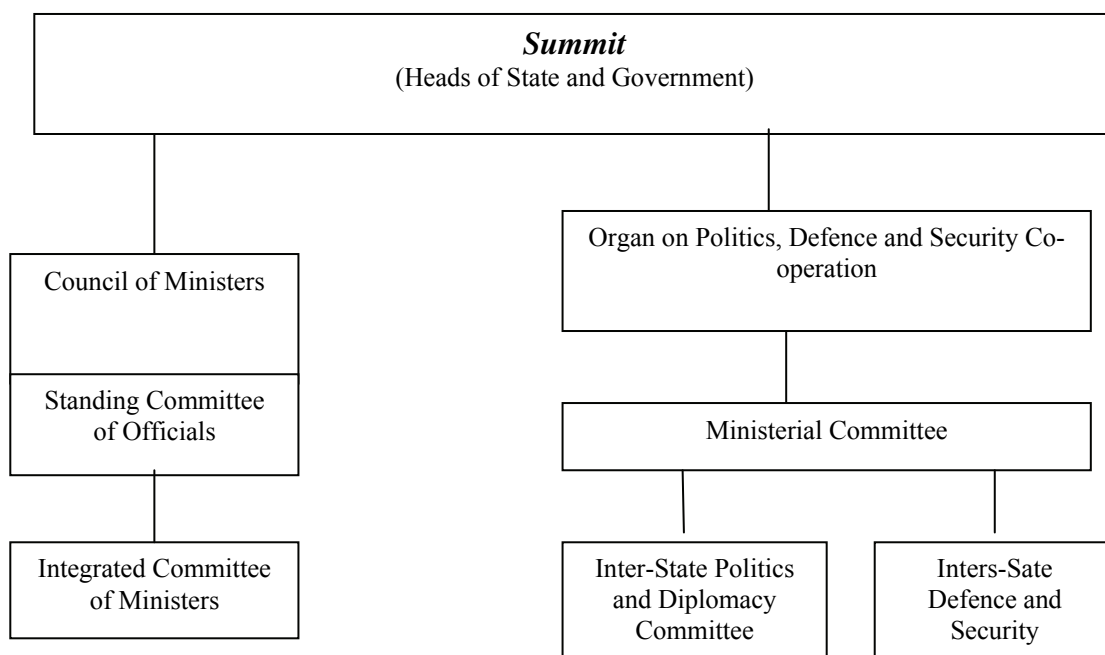 Summit
(Heads of State and Government)
Organ on Politics, Defence and Security Co-
operation
Council of Ministers
Standing Committee
of Officials
Ministerial Committee
Integrated Committee
of Ministers
Inter-State Politics
and Diplomacy
Committee
Inters-Sate
Defence and
Security